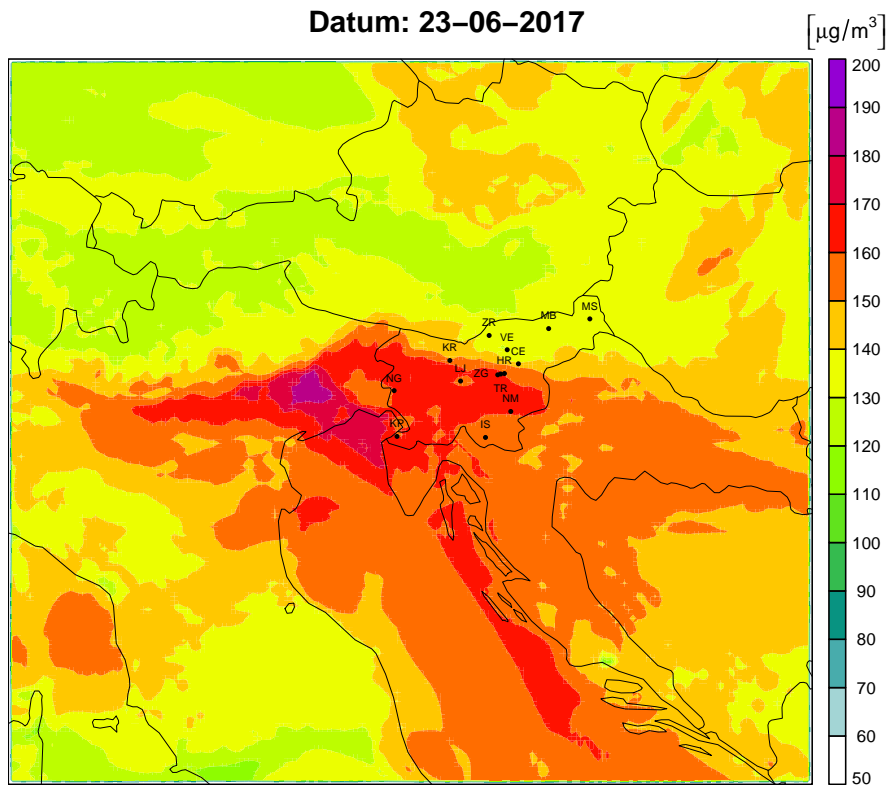 Datum: 23−06−2017
[μg/m³]
200
190
180
170
160
150
140
130
120
110
100
90
80
70
60
50
MS
MB
ZR
VE
KR
CE
HR
LJ
ZG
NG
TR
NM
KP
IS